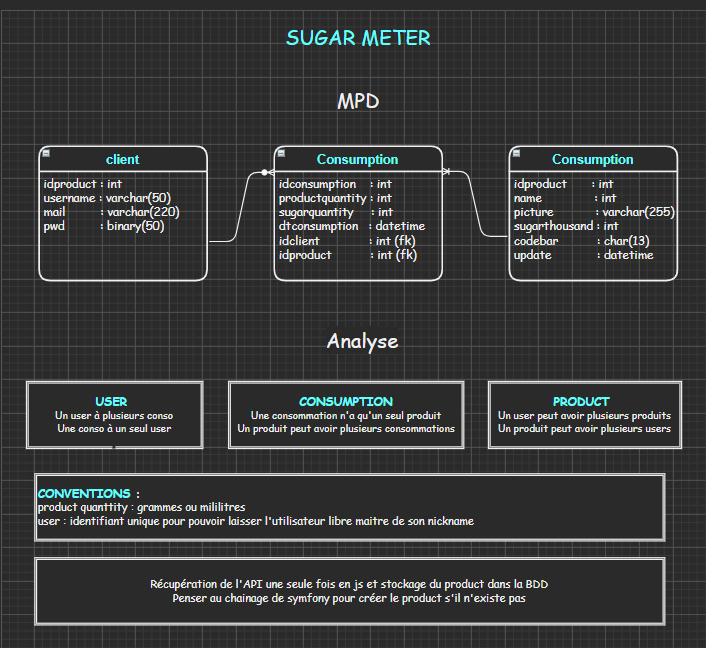 SUGAR METER
MPD
client
idproduct : int
username : varchar(50)
mail : varchar(220)
pwd : binary(50)
Consumption
idconsumption : int
productquantity : int
sugarquantity : int
dtconsumption : datetime
idclient : int (fk)
idproduct : int (fk)
Consumption
idproduct : int
name : int
picture : varchar(255)
sugarthousand : int
codebar : char(13)
update : datetime
Analyse
USER
Un user à plusieurs conso
Une conso à un seul user
CONSUMPTION
Une consommation n'a qu'un seul produit
Un produit peut avoir plusieurs consommations
PRODUCT
Un user peut avoir plusieurs produits
Un produit peut avoir plusieurs users
CONVENTIONS :
product quanttity : grammes ou mililitres
user : identifiant unique pour pouvoir laisser l'utilisateur libre maitre de son nickname
Récupération de l'API une seule fois en js et stockage du product dans la BDD
Penser au chainage de symfony pour créer le product s'il n'existe pas